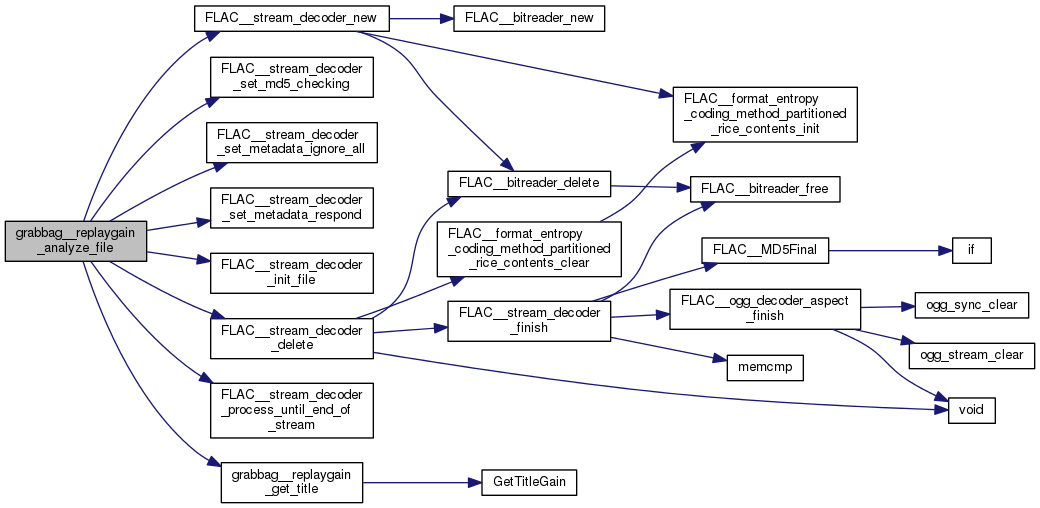 grabbag__replaygain
_analyze_file
FLAC__stream_decoder_new
FLAC__stream_decoder
_set_md5_checking
FLAC__stream_decoder
_set_metadata_ignore_all
FLAC__stream_decoder
_set_metadata_respond
FLAC__stream_decoder
_init_file
FLAC__stream_decoder
_delete
FLAC__stream_decoder
_process_until_end_of
_stream
grabbag__replaygain
_get_title
FLAC__bitreader_new
FLAC__bitreader_delete
FLAC__format_entropy
_coding_method_partitioned
_rice_contents_clear
FLAC__stream_decoder
_finish
GetTitleGain
FLAC__format_entropy
_coding_method_partitioned
_rice_contents_init
FLAC__bitreader_free
FLAC__MD5Final
FLAC__ogg_decoder_aspect
_finish
memcmp
if
ogg_sync_clear
ogg_stream_clear
void